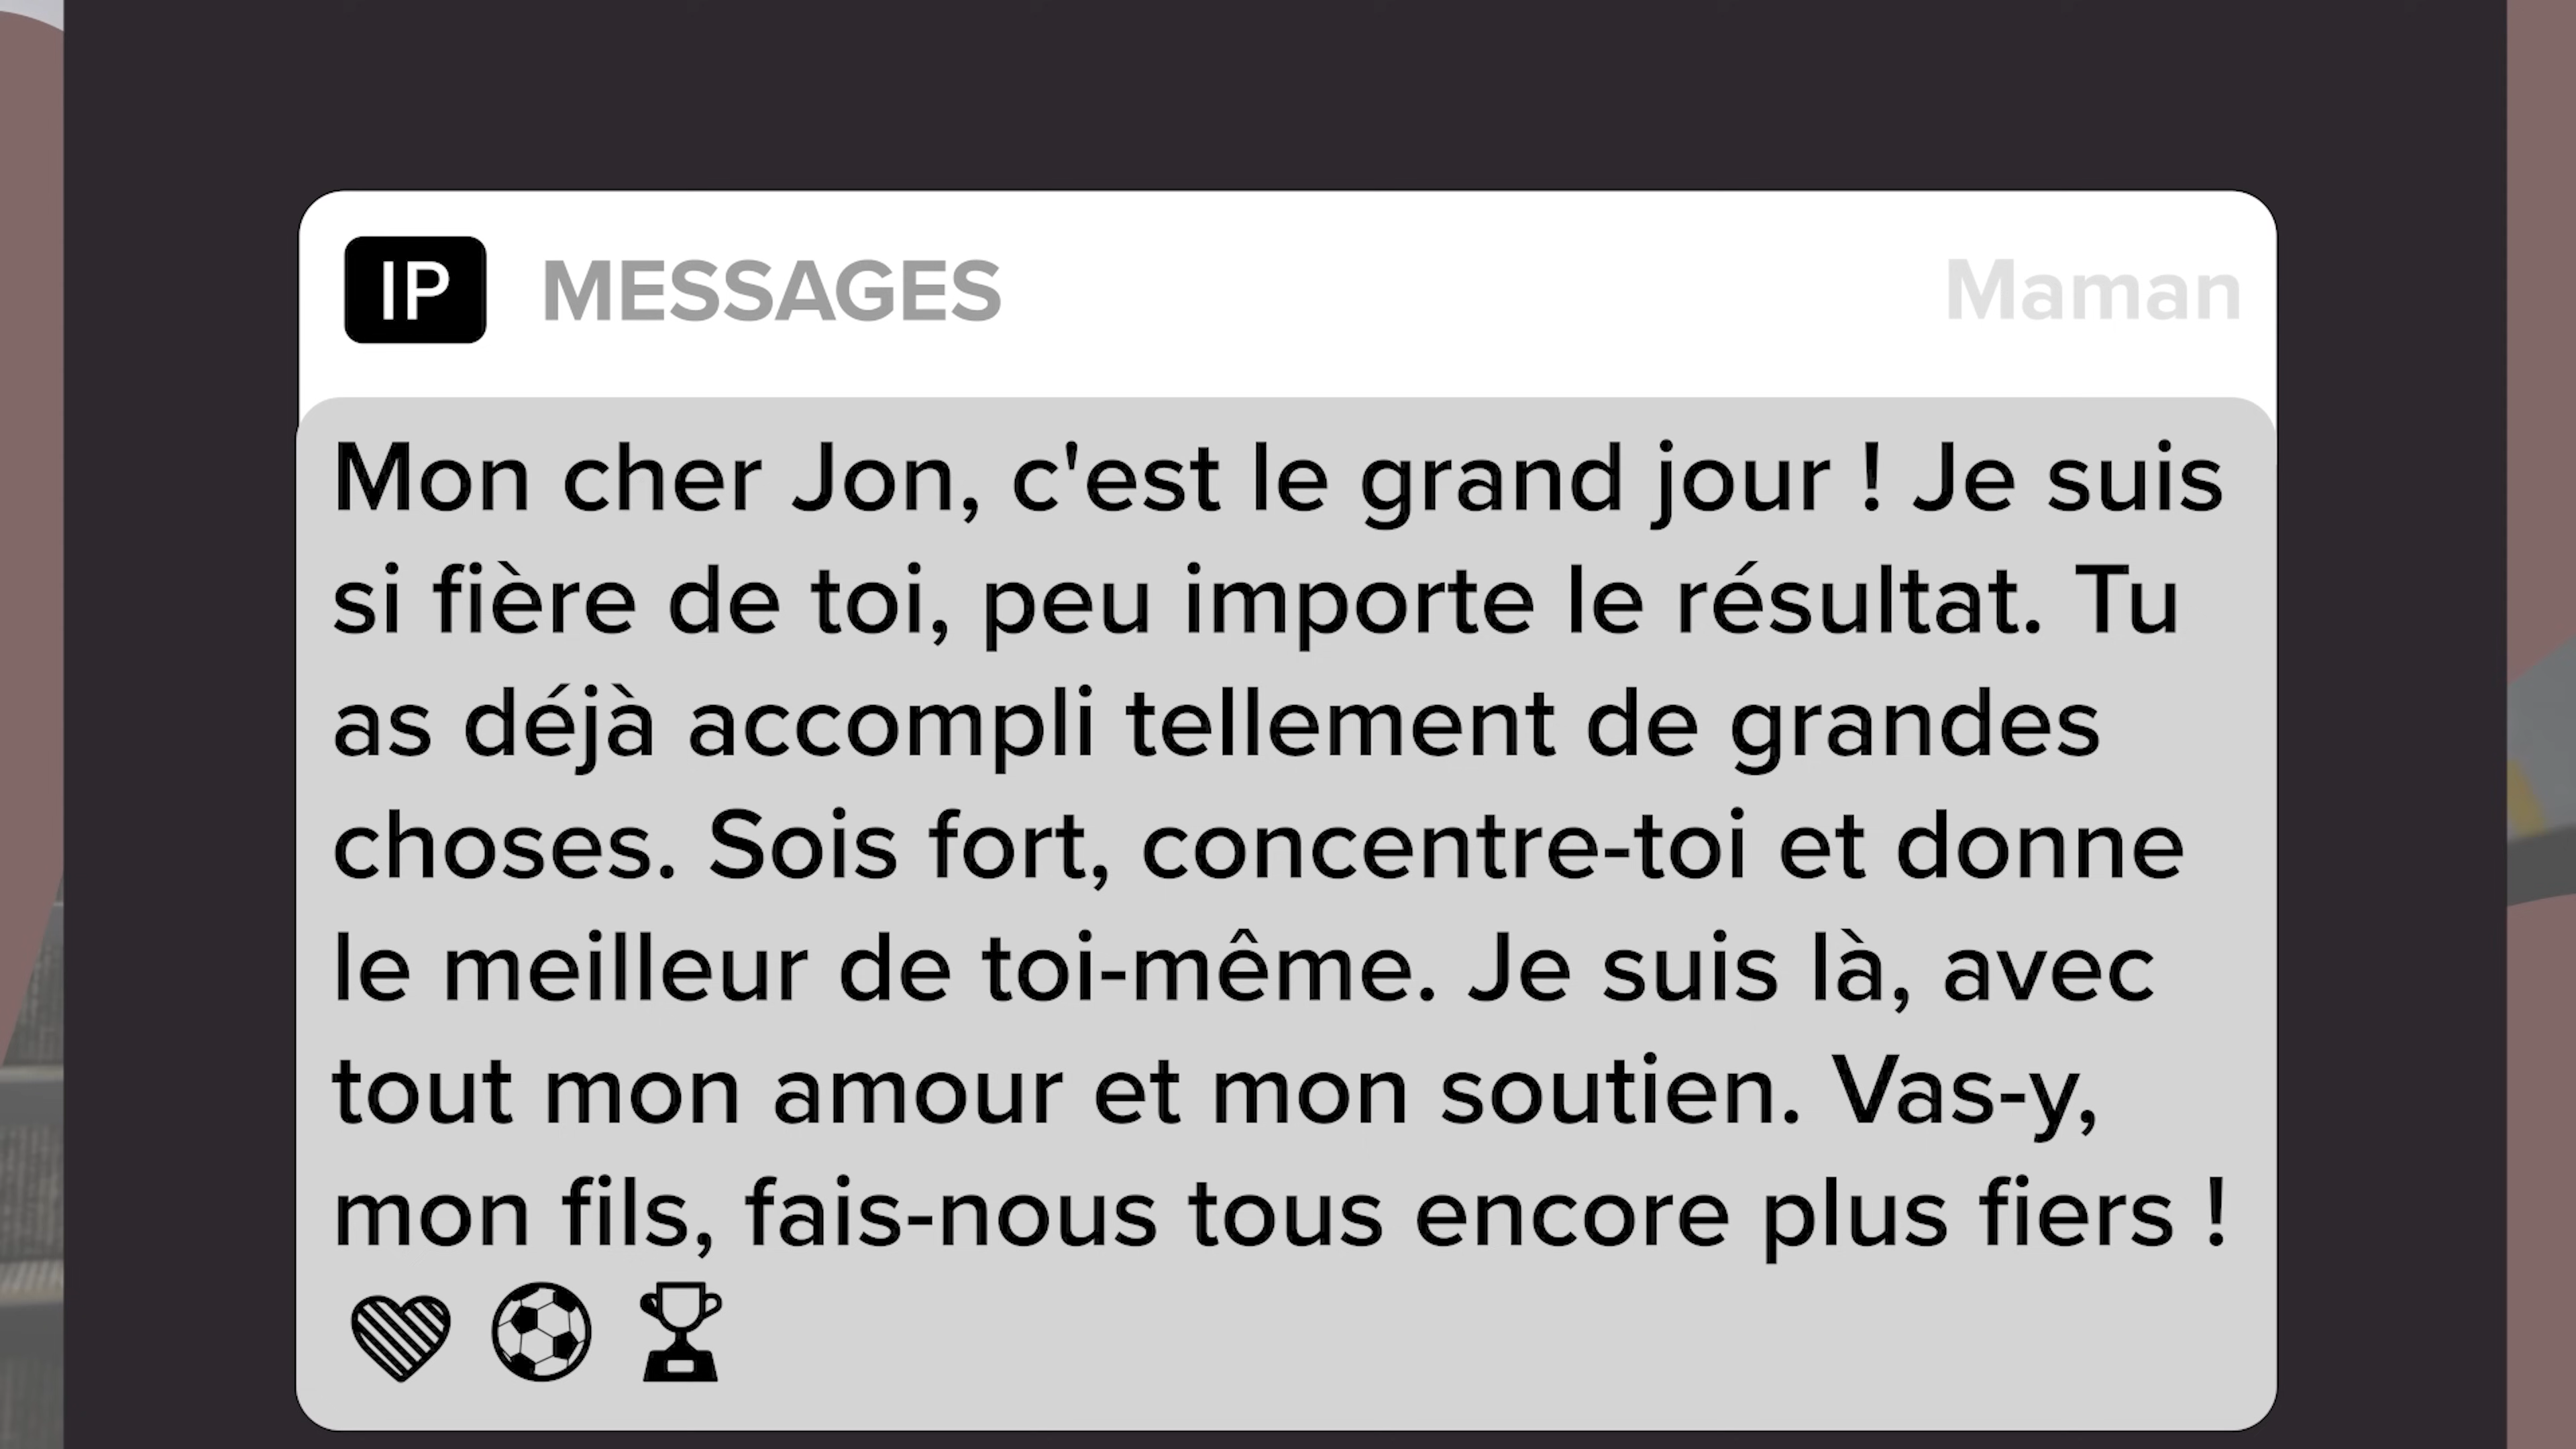 IP MESSAGES Maman
Mon cher Jon, c'est le grand jour ! Je suis
si fière de toi, peu importe le résultat. Tu
as déjà accompli tellement de grandes
choses. Sois fort, concentre-toi et donne
le meilleur de toi-même. Je suis là, avec
tout mon amour et mon soutien. Vas-y,
mon fils, fais-nous tous encore plus fiers !